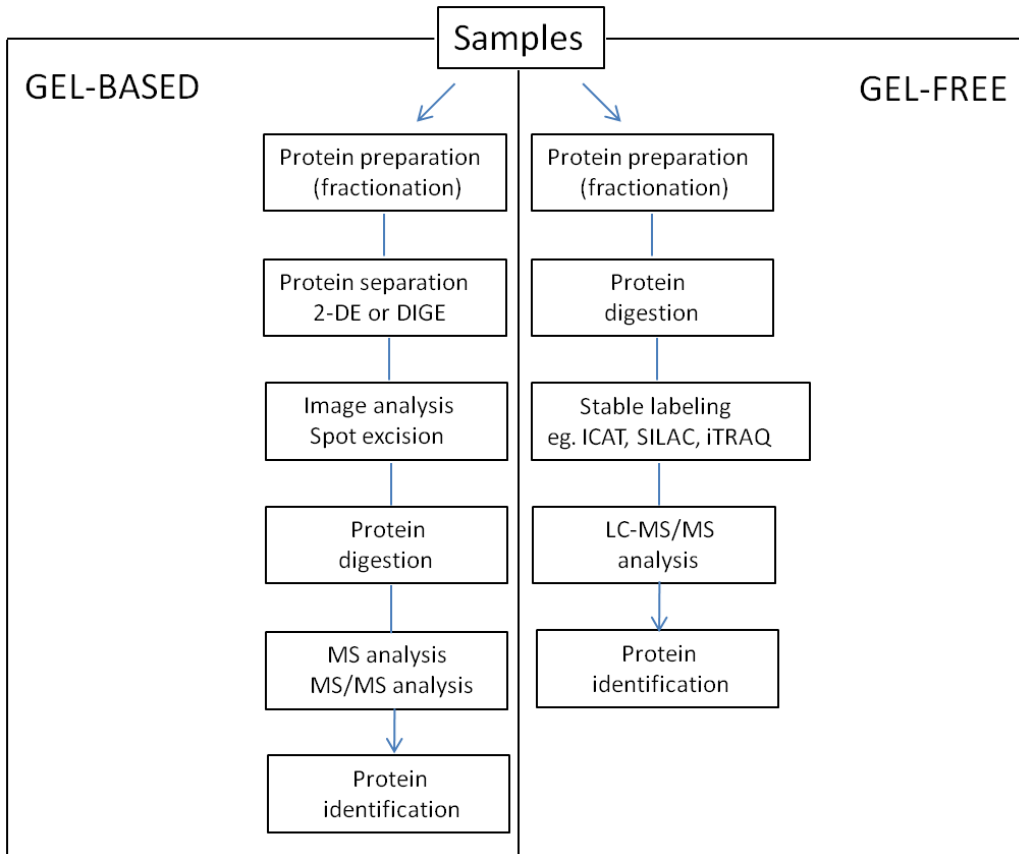 Samples
GEL-BASED
GEL-FREE
Protein preparation
(fractionation)
Protein separation
2-DE or DIGE
Image analysis
Spot excision
Protein
digestion
MS analysis
MS/MS analysis
Protein
identification
Protein preparation
(fractionation)
Protein
digestion
Stable labeling
eg. ICAT, SILAC, iTRAQ
LC-MS/MS
analysis
Protein
identification